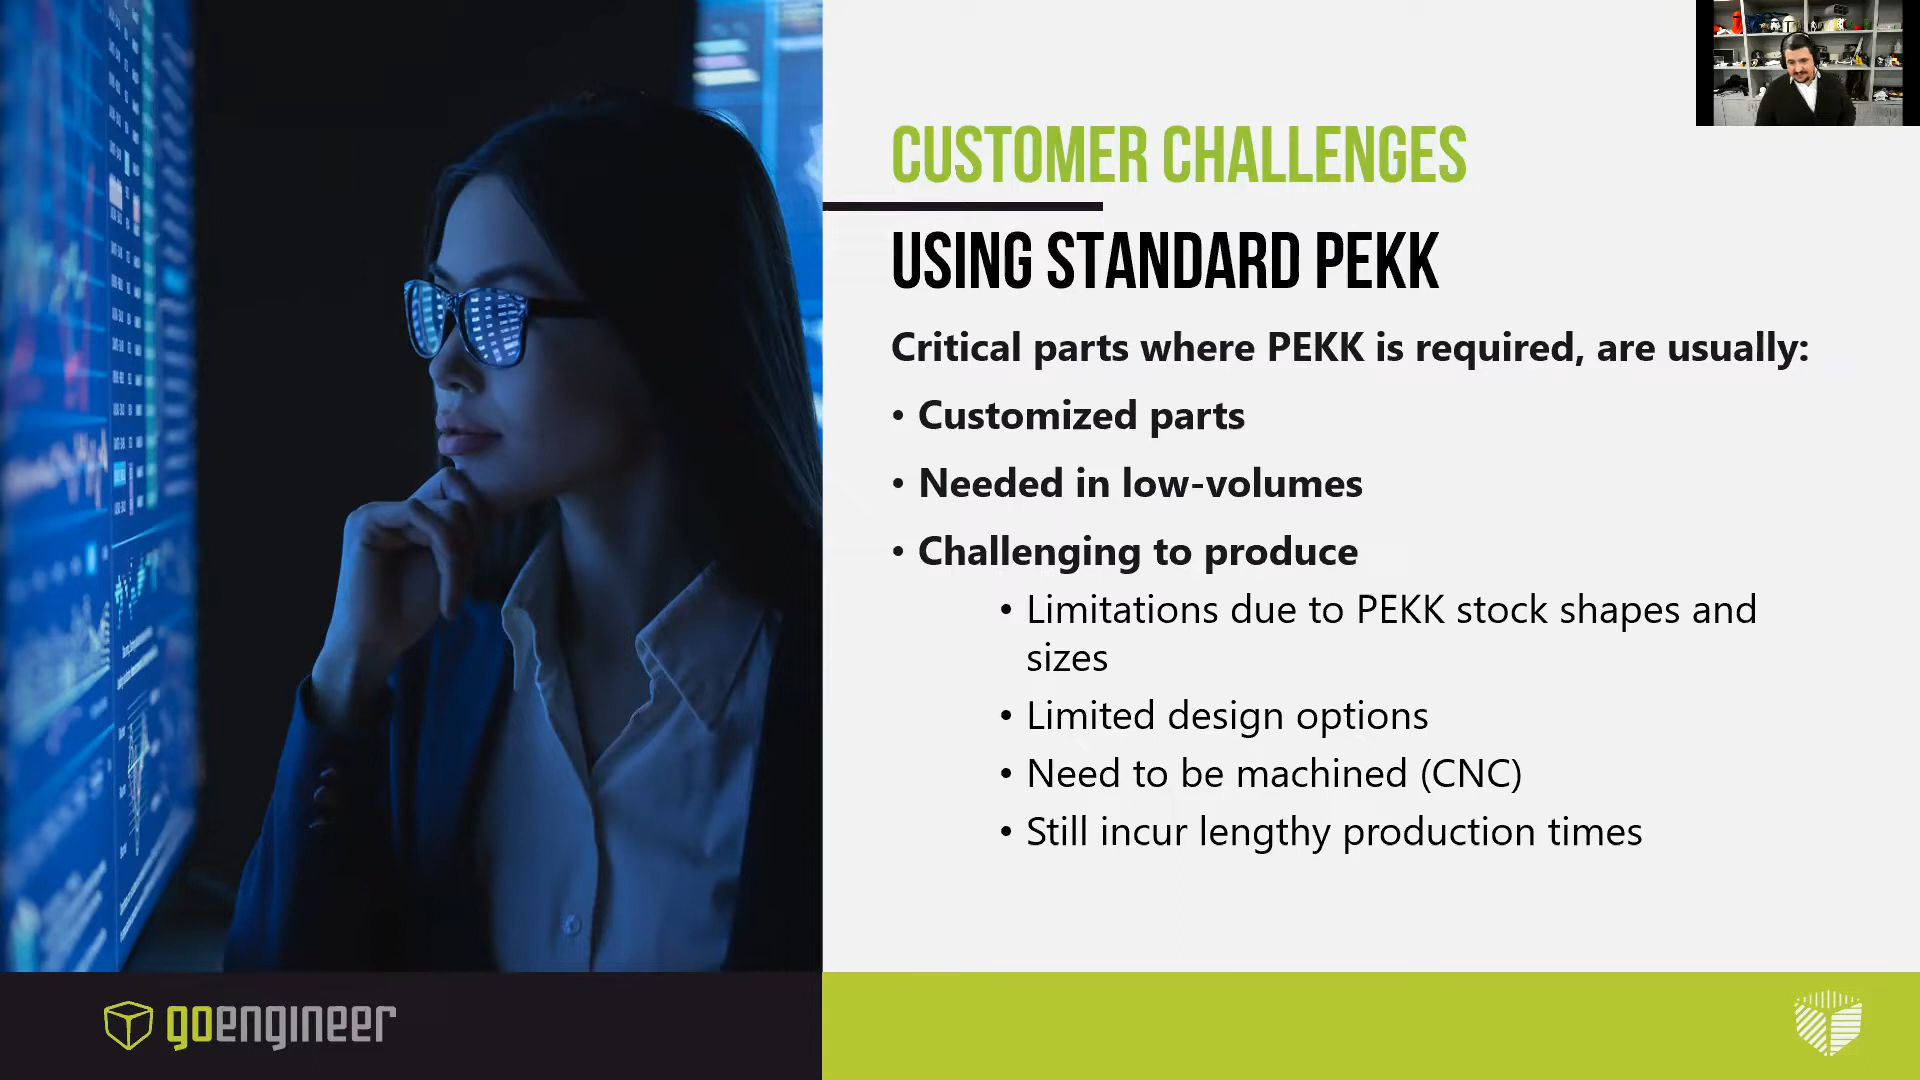 CUSTOMER CHALLENGES
USING STANDARD PEKK
Critical parts where PEKK is required, are usually:
• Customized parts
• Needed in low-volumes
• Challenging to produce
• Limitations due to PEKK stock shapes and
sizes
• Limited design options
• Need to be machined (CNC)
• Still incur lengthy production times
goengineer